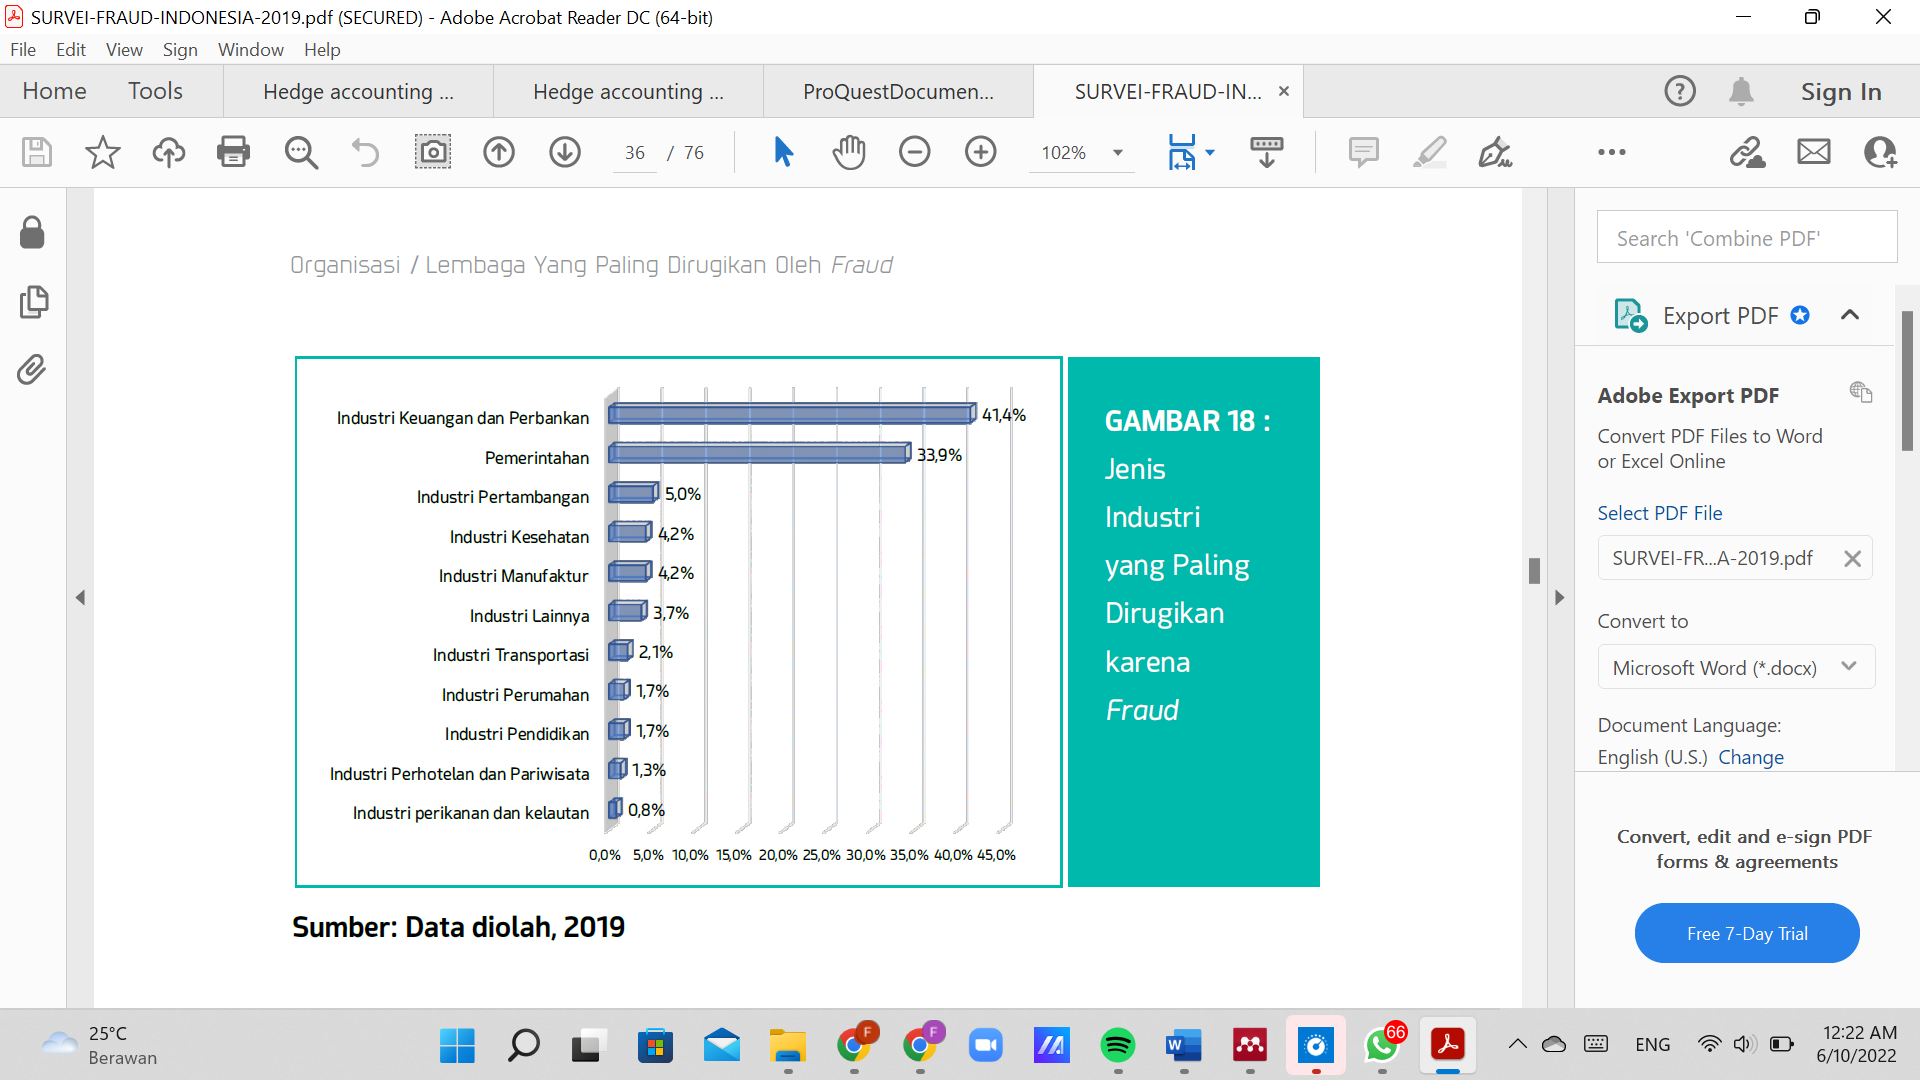 SURVEI-FRAUD-INDONESIA-2019.pdf (SECURED) - Adobe Acrobat Reader DC (64-bit)
File Edit View Sign Window Help
Home Tools Hedge accounting ... Hedge accounting ... ProQuestDocumen... SURVEI-FRAUD-IN... Sign In
36 / 76 102%
Organisasi / Lembaga Yang Paling Dirugikan Oleh Fraud
Industri Keuangan dan Perbankan 41,4%
Pemerintahan 33,9%
Industri Pertambangan 5,0%
Industri Kesehatan 4,2%
Industri Manufaktur 4,2%
Industri Lainnya 3,7%
Industri Transportasi 2,1%
Industri Perumahan 1,7%
Industri Pendidikan 1,7%
Industri Perhotelan dan Pariwisata 1,3%
Industri perikanan dan kelautan 0,8%
0,0% 5,0% 10,0% 15,0% 20,0% 25,0% 30,0% 35,0% 40,0% 45,0%
GAMBAR 18 :
Jenis
Industri
yang Paling
Dirugikan
karena
Fraud
Sumber: Data diolah, 2019
Search 'Combine PDF'
Export PDF
Adobe Export PDF
Convert PDF Files to Word
or Excel Online
Select PDF File
SURVEI-FR...A-2019.pdf
Convert to
Microsoft Word (*.docx)
Document Language:
English (U.S.) Change
Convert, edit and e-sign PDF
forms & agreements
Free 7-Day Trial
25°C
Berawan
F
F
W
66
ENG
12:22 AM
6/10/2022